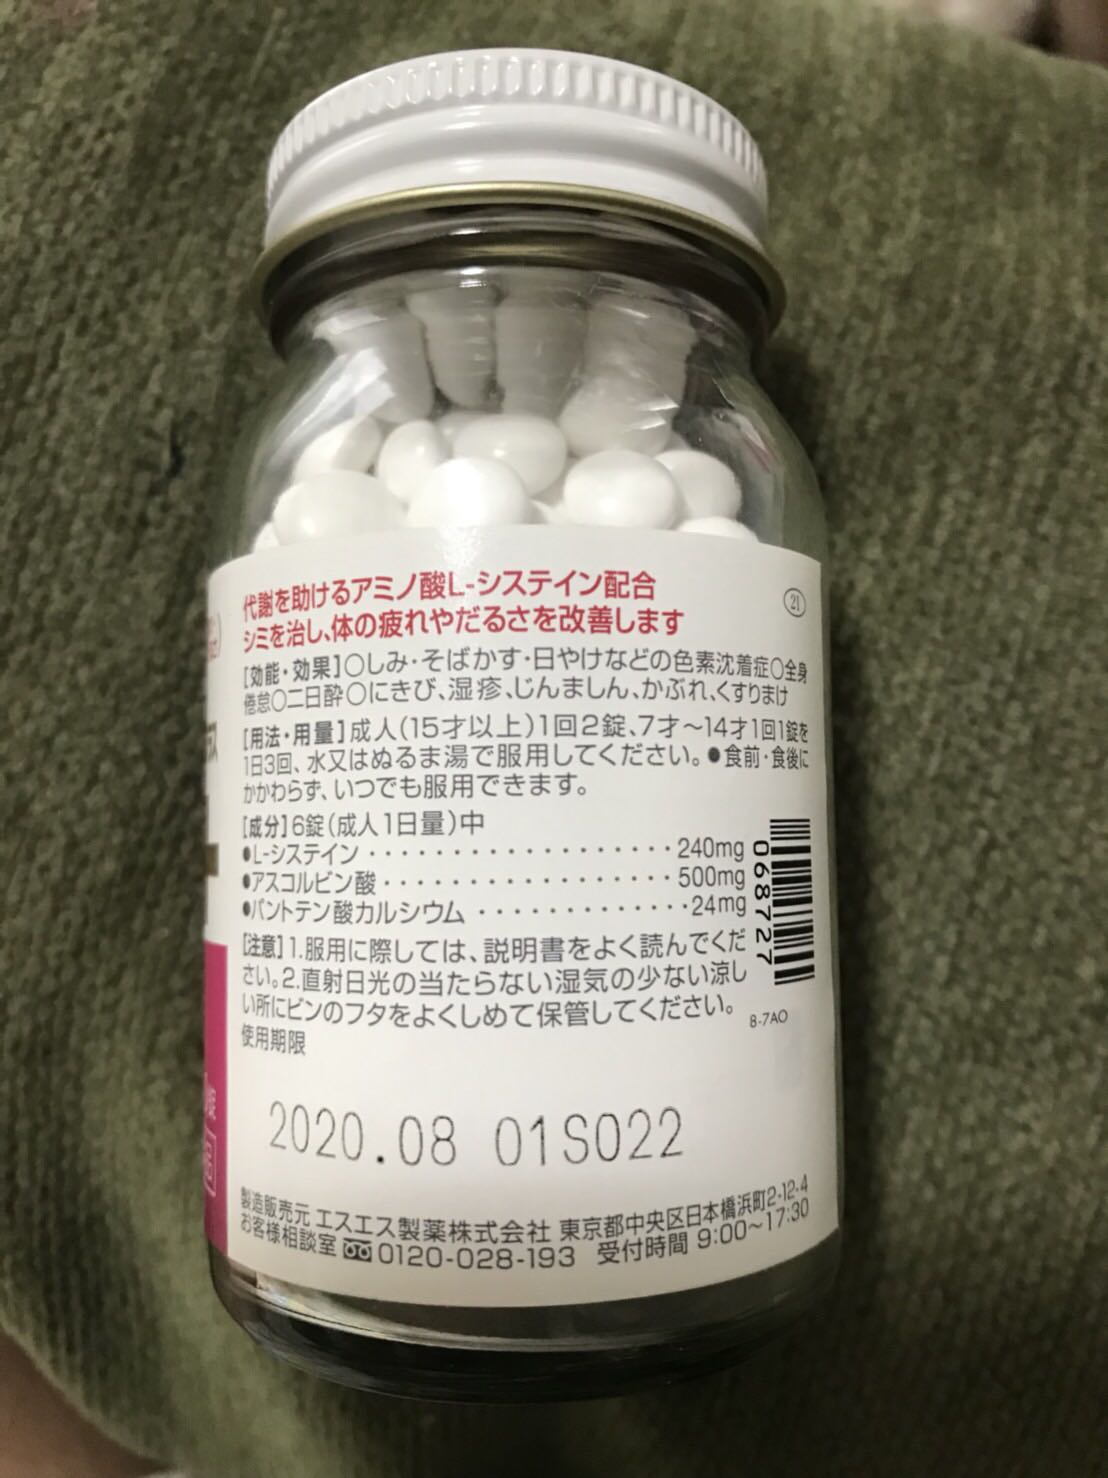 代謝を助けるアミノ酸L-システイン配合
シミを治し、体の疲れやだるさを改善します
21
[効能・効果]○しみ・そばかす・日やけなどの色素沈着症○全身
倦怠○二日酔○にきび、湿疹、じんましん、かぶれ、くすりまけ
[用法・用量]成人(15才以上)1回2錠、7才〜14才1回1錠を
1日3回、水又はぬるま湯で服用してください。●食前・食後に
かかわらず、いつでも服用できます。
[成分]6錠(成人1日量)中
●L-システイン・・・・・・・・・・・・・・・・・・・240mg
●アスコルビン酸・・・・・・・・・・・・・・・・・・500mg
●パントテン酸カルシウム・・・・・・・・・・・・・24mg
068727
[注意]1.服用に際しては、説明書をよく読んでくだ
さい。2.直射日光の当たらない湿気の少ない涼し
い所にビンのフタをよくしめて保管してください。
8-7AO
使用期限
2020.08 01S022
製造販売元 エスエス製薬株式会社 東京都中央区日本橋浜町2-12-4
お客様相談室 0120-028-193 受付時間 9:00〜17:30